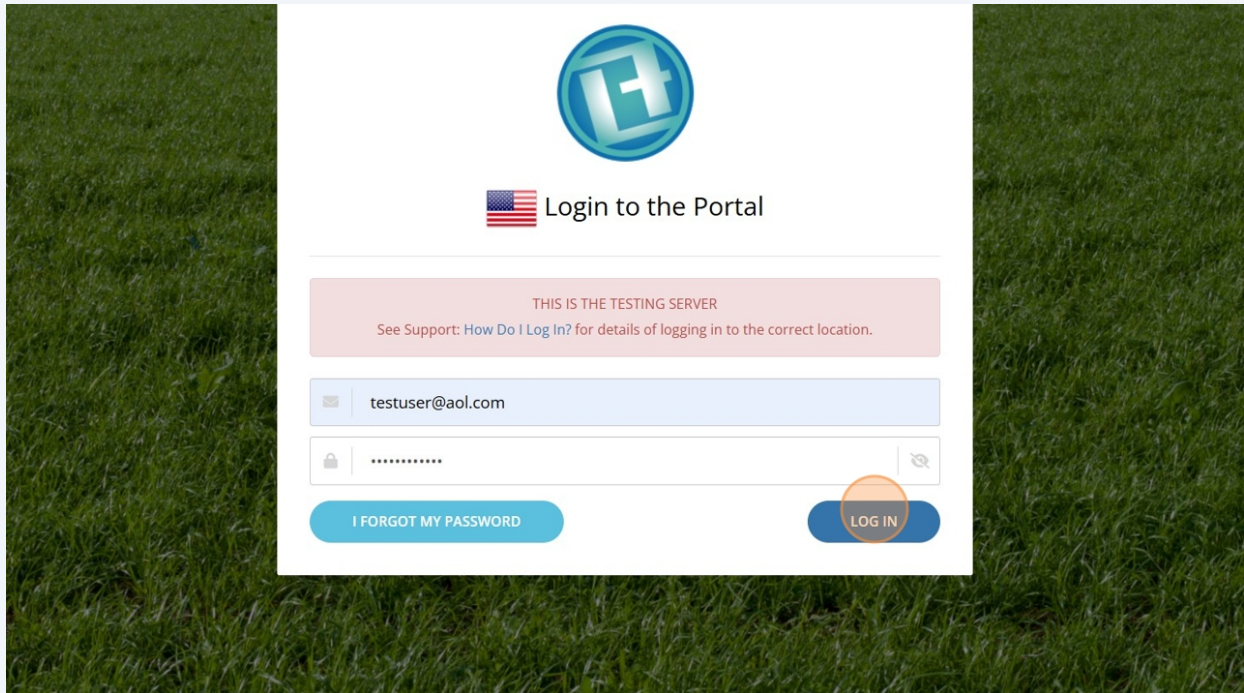 Login to the Portal
THIS IS THE TESTING SERVER
See Support: How Do I Log In? for details of logging in to the correct location.
testuser@aol.com
••••••••••••
I FORGOT MY PASSWORD
LOG IN